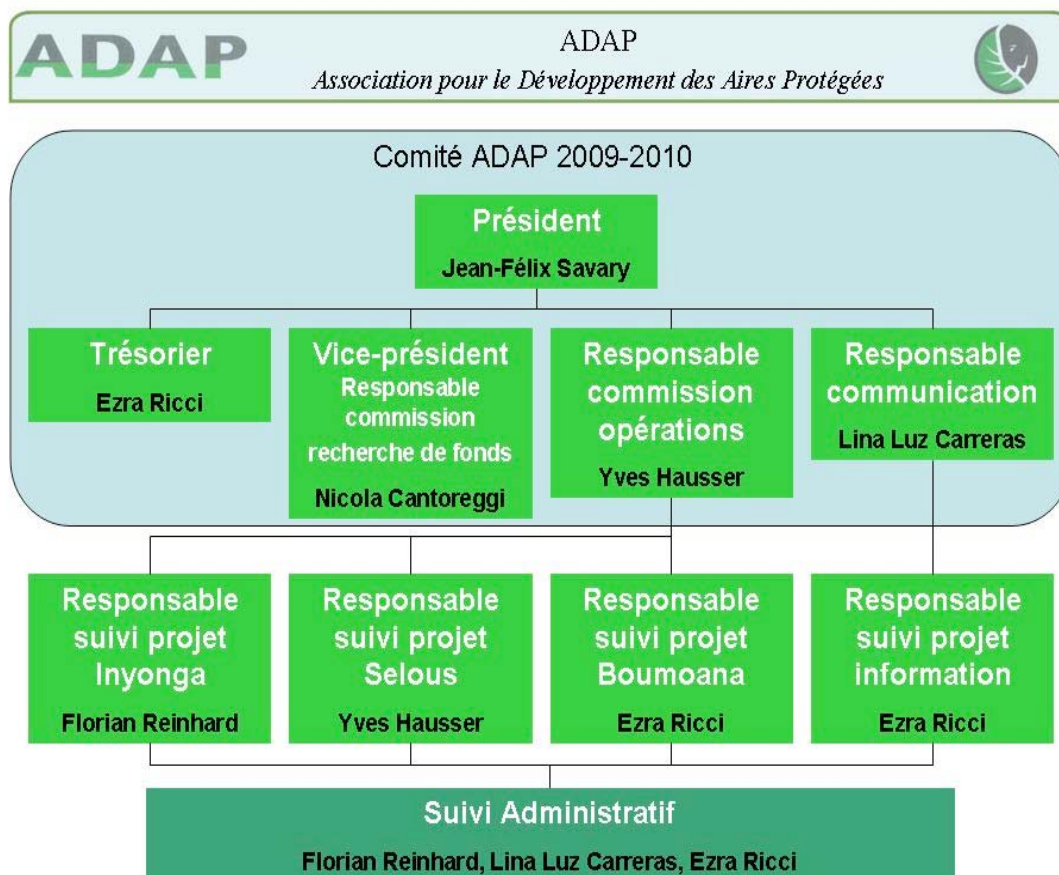 ADAP
ADAP
Association pour le Développement des Aires Protégées
Comité ADAP 2009-2010
Président
Jean-Félix Savary
Trésorier
Ezra Ricci
Vice-président
Responsable
commission
recherche de fonds
Nicola Cantoreggi
Responsable
commission
opérations
Yves Hausser
Responsable
communication
Lina Luz Carreras
Responsable
suivi projet
Inyonga
Florian Reinhard
Responsable
suivi projet
Selous
Yves Hausser
Responsable
suivi projet
Boumoana
Ezra Ricci
Responsable
suivi projet
information
Ezra Ricci
Suivi Administratif
Florian Reinhard, Lina Luz Carreras, Ezra Ricci